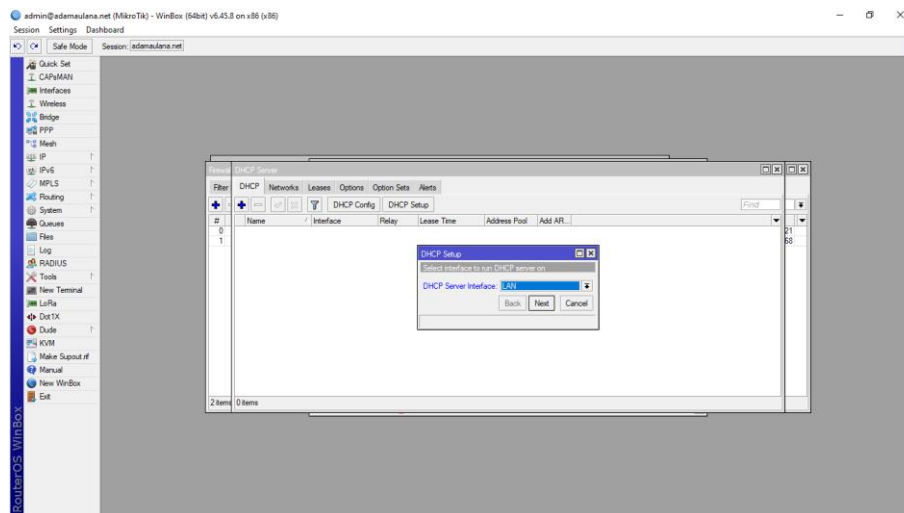 admin@adamaulana.net (MikroTik) - WinBox (64bit) v6.45.8 on x86 (x86)
Session Settings Dashboard
Safe Mode Session: adamaulana.net
Quick Set
CAPsMAN
Interfaces
Wireless
Bridge
PPP
Mesh
IP
IPv6
MPLS
Routing
System
Queues
Files
Log
RADIUS
Tools
New Terminal
LoRa
Dot1X
Dude
KVM
Make Supout.rif
Manual
New WinBox
Exit
RouterOS WinBox
Firewall
DHCP Server
Filter
DHCP Networks Leases Options Option Sets Alerts
DHCP Config DHCP Setup Find
# Name Interface Relay Lease Time Address Pool Add AR...
0 21
1 68
DHCP Setup
Select interface to run DHCP server on
DHCP Server Interface: LAN
Back Next Cancel
2 items 0 items